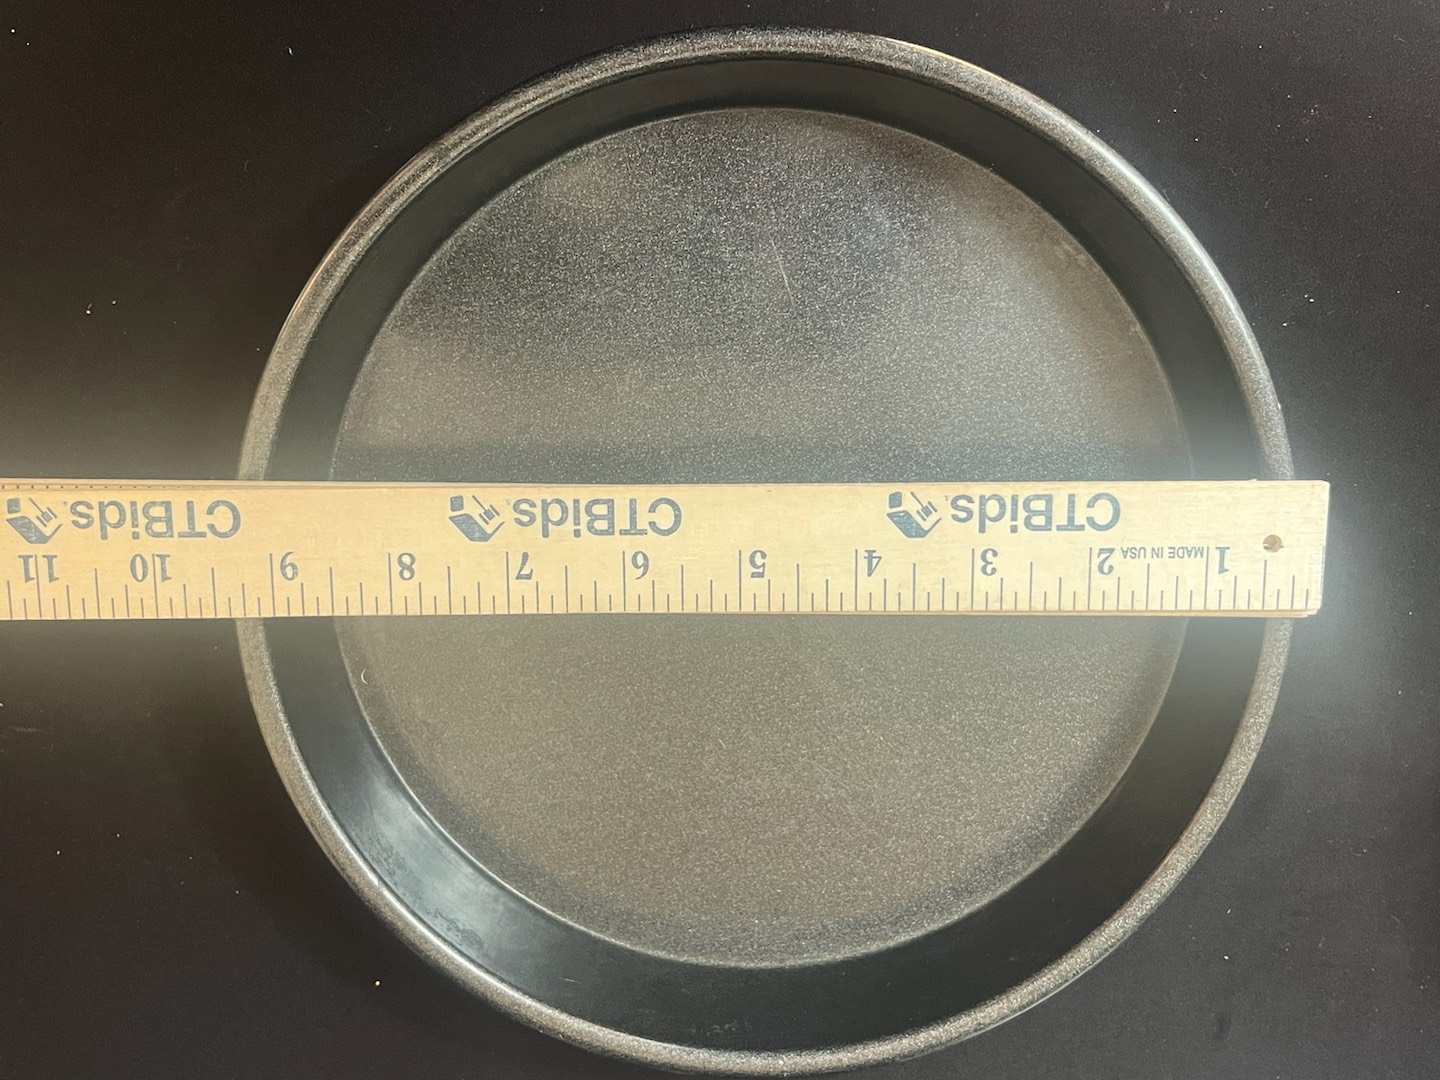 CTBids. CTBids. CTBids.
1 MADE IN USA 2 3 4 5 6 7 8 9 10 11